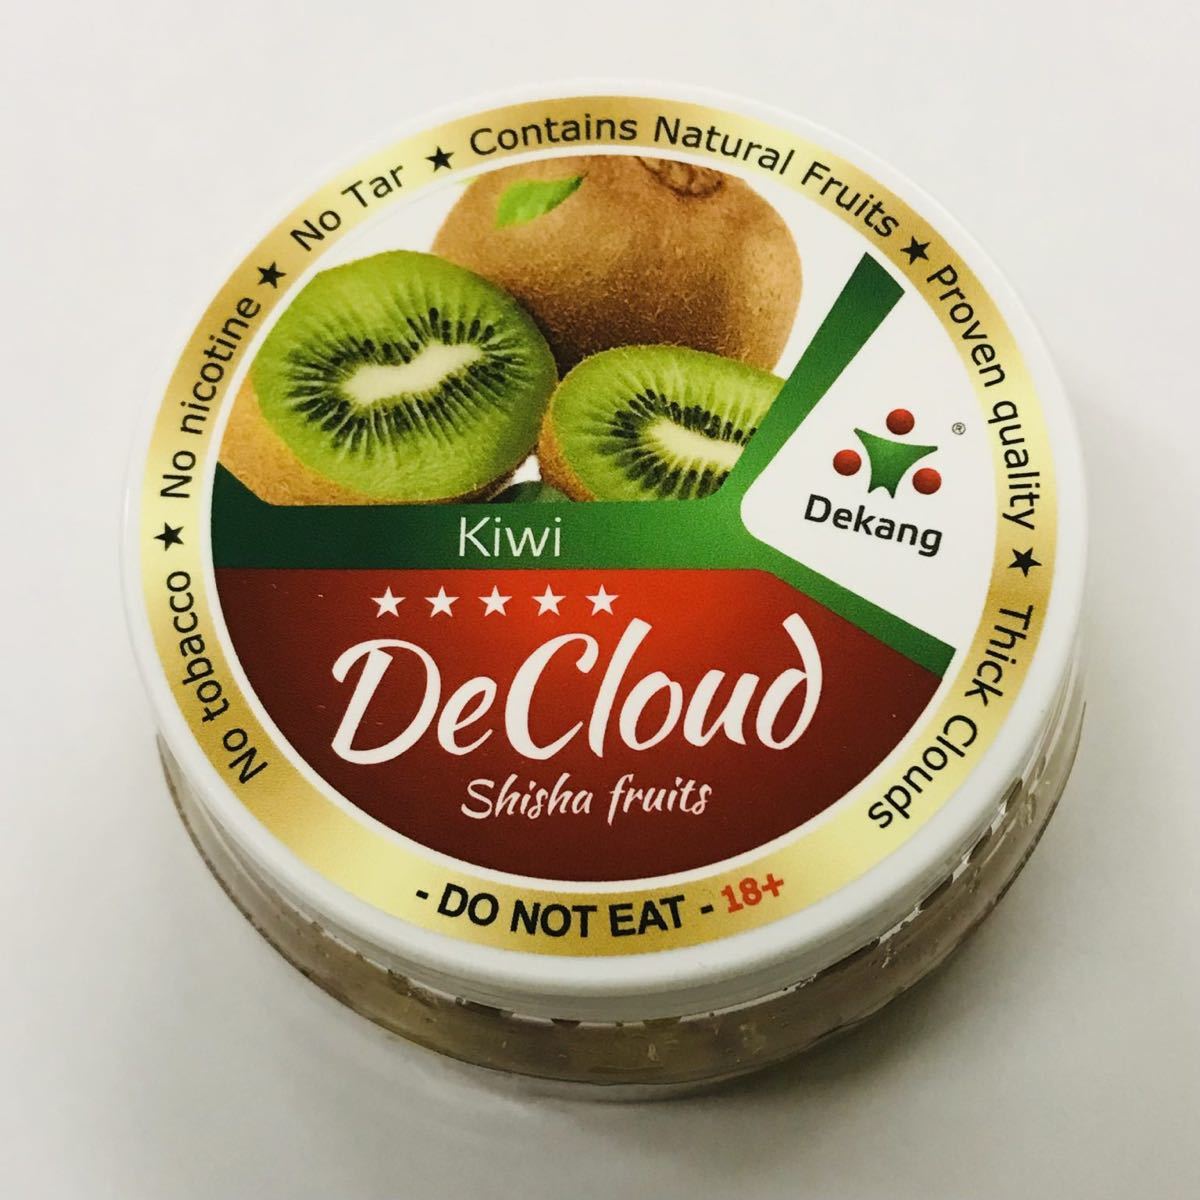 No tobacco ★ No nicotine ★ No Tar ★ Contains Natural Fruits ★ Proven quality ★ Thick Clouds
Dekang ®
Kiwi
★★★★★
DeCloud
Shisha fruits
- DO NOT EAT - 18+